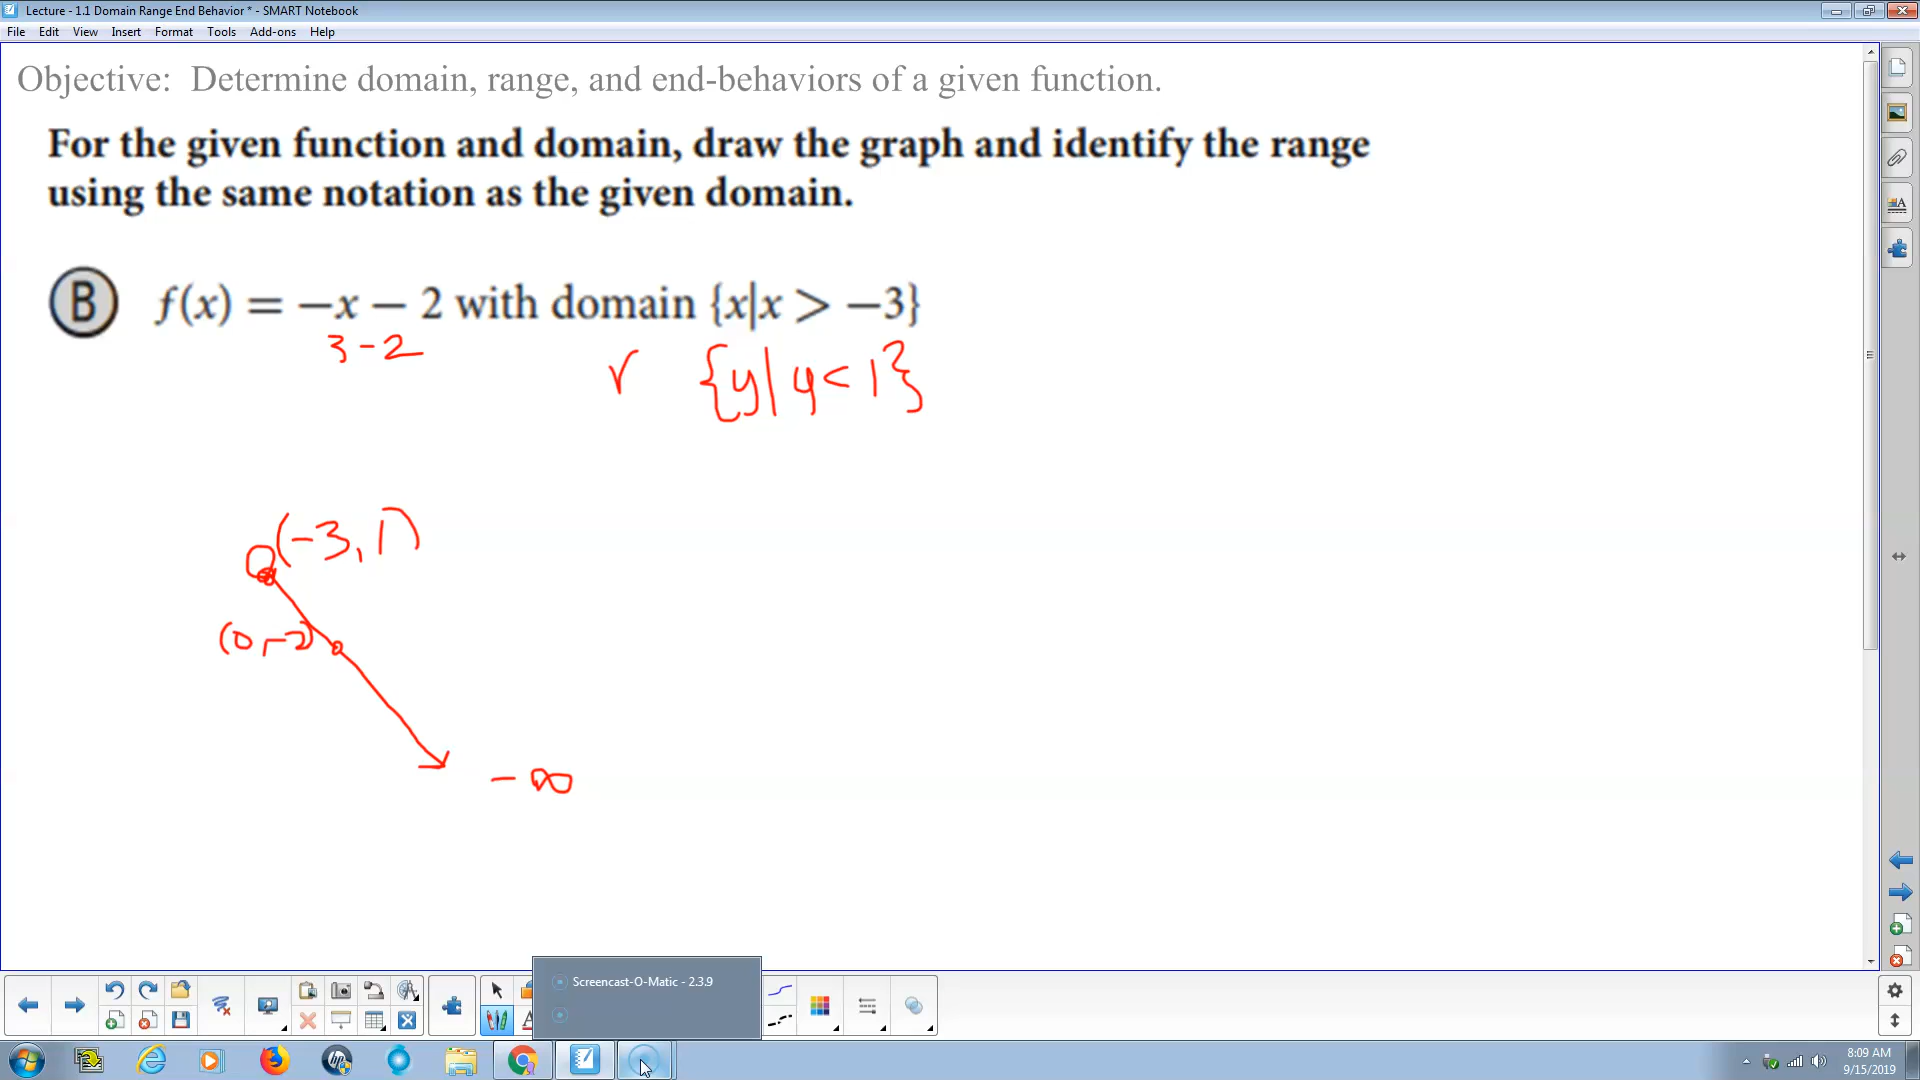 Lecture - 1.1 Domain Range End Behavior * - SMART Notebook
File Edit View Insert Format Tools Add-ons Help
Objective: Determine domain, range, and end-behaviors of a given function.
For the given function and domain, draw the graph and identify the range
using the same notation as the given domain.
B f(x) = −x − 2 with domain {x|x > −3}
3 - 2
r {y| y < 1}
(-3, 1)
(0, -2)
- ∞
Screencast-O-Matic - 2.3.9
8:09 AM
9/15/2019